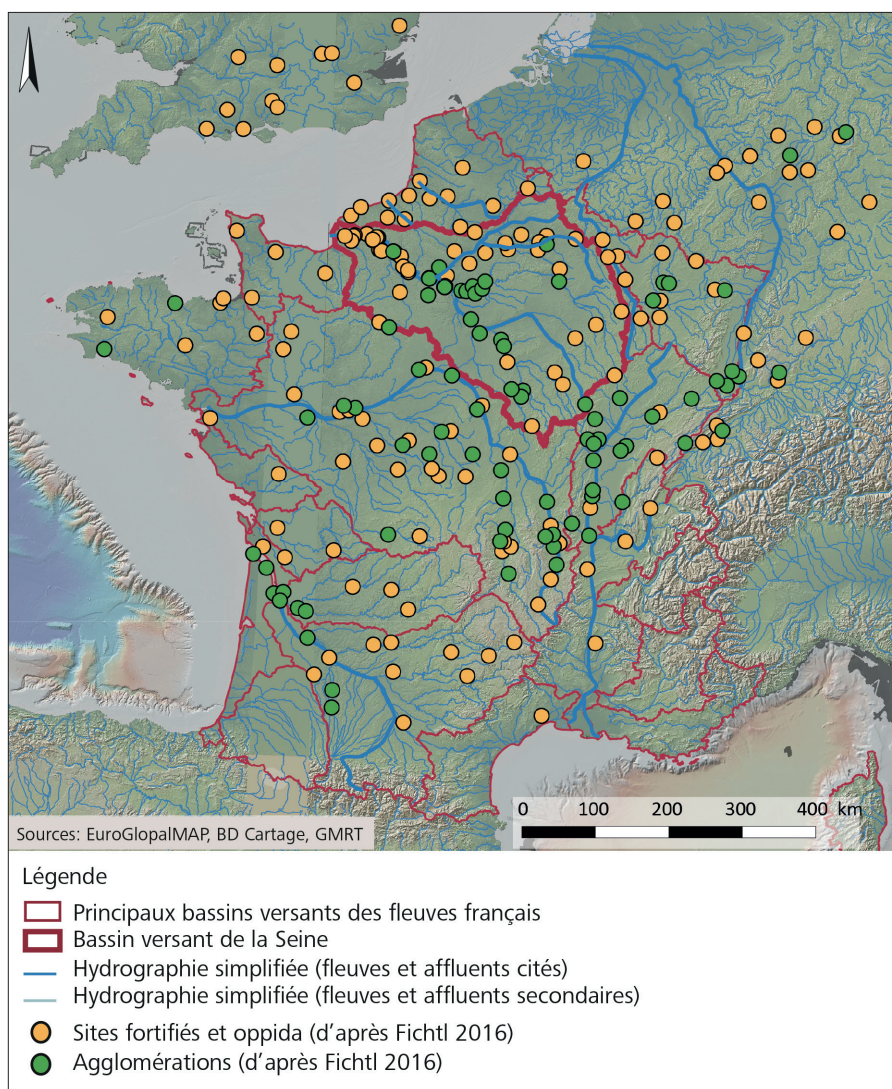 0 100 200 300 400 km
Sources: EuroGlopalMAP, BD Cartage, GMRT
Légende
Principaux bassins versants des fleuves français
Bassin versant de la Seine
Hydrographie simplifiée (fleuves et affluents cités)
Hydrographie simplifiée (fleuves et affluents secondaires)
Sites fortifiés et oppida (d'après Fichtl 2016)
Agglomérations (d'après Fichtl 2016)